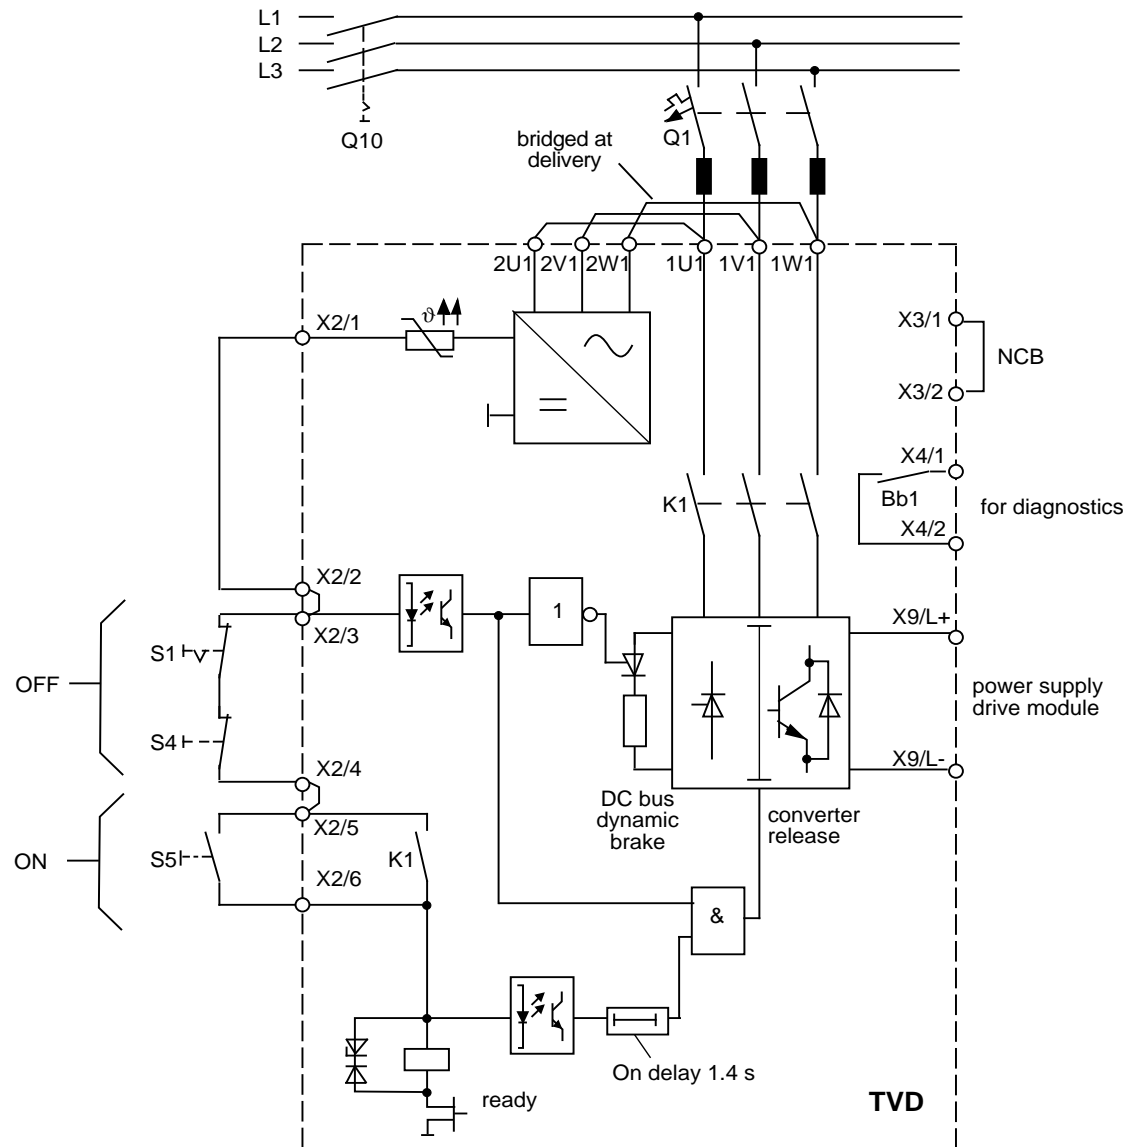 L1
L2
L3
Q10
Q1
bridged at
delivery
2U1 2V1 2W1 1U1 1V1 1W1
X2/1
ϑ
X3/1
NCB
X3/2
X4/1
K1
Bb1
for diagnostics
X4/2
X2/2
1
X9/L+
X2/3
S1
OFF
power supply
drive module
S4
X2/4
X9/L-
DC bus
dynamic
brake
converter
release
X2/5
ON
S5
K1
X2/6
&
On delay 1.4 s
ready
TVD